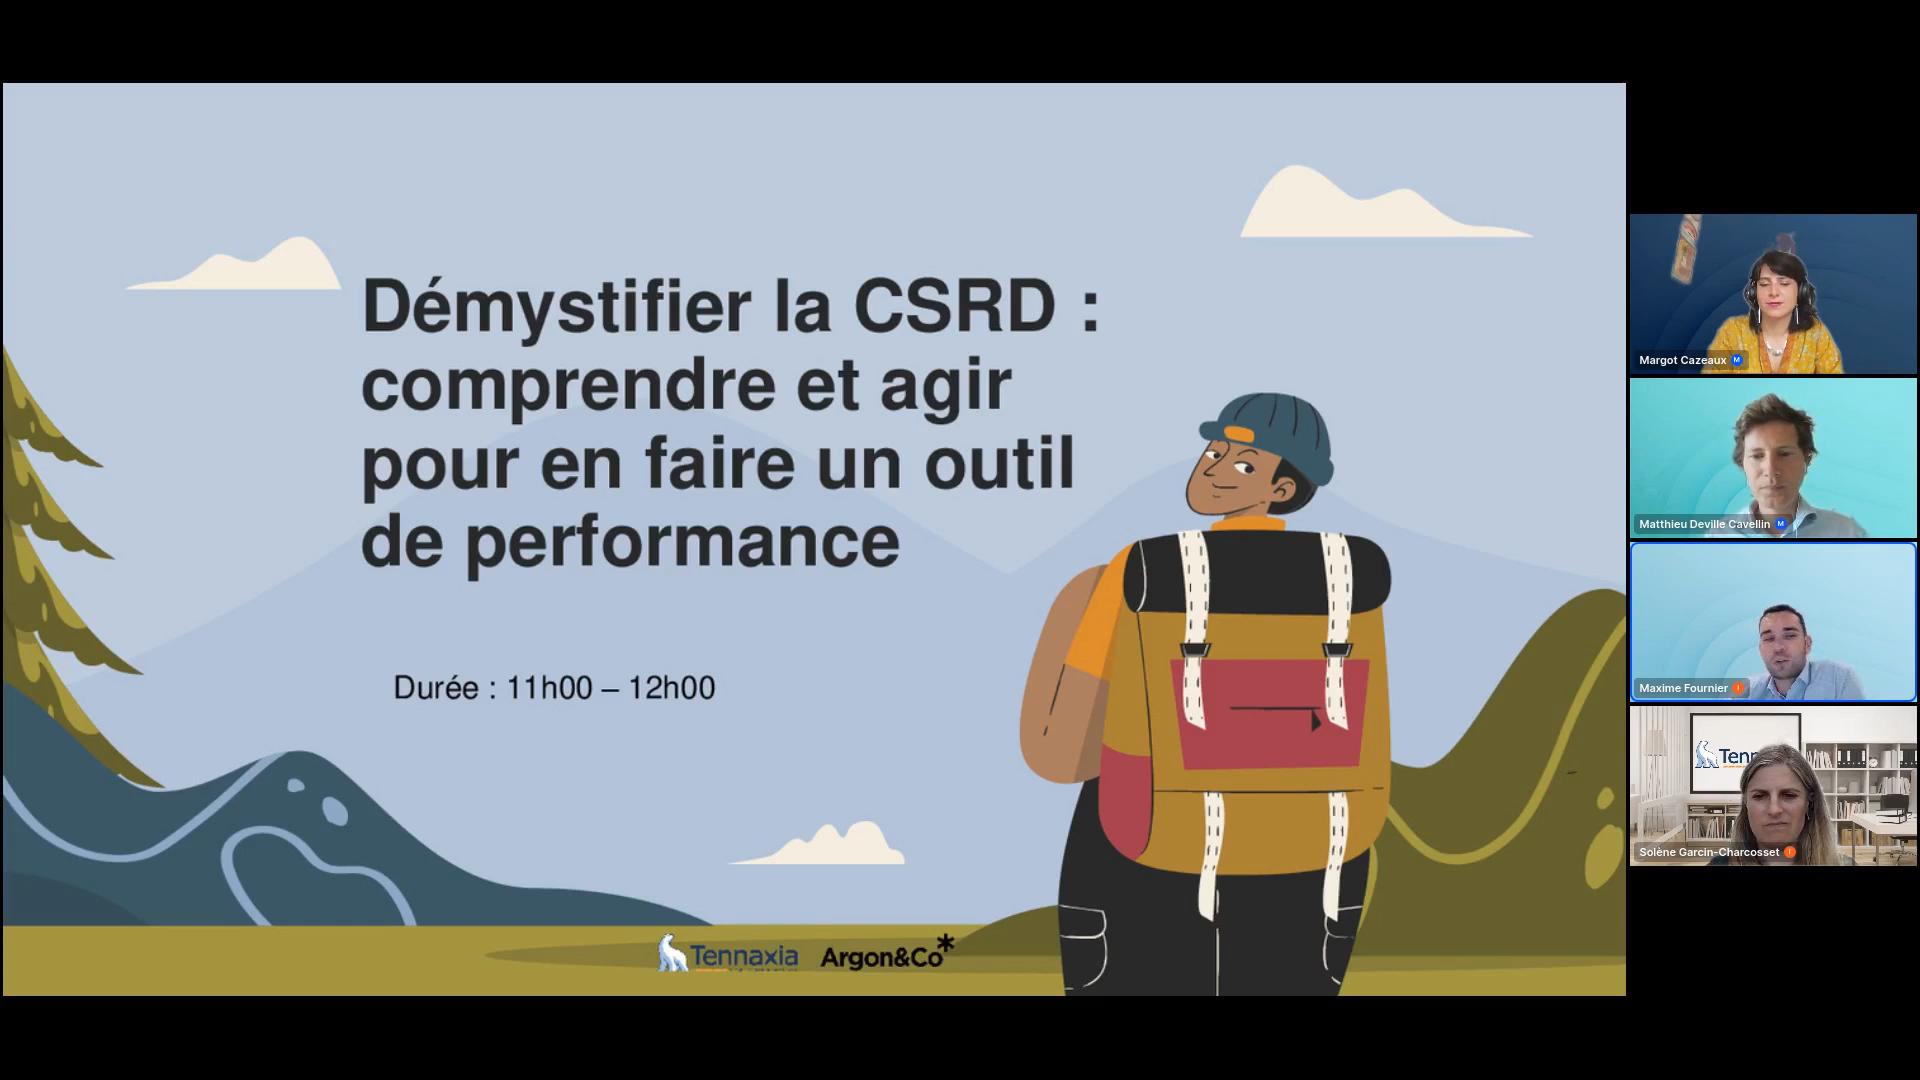 Démystifier la CSRD :
comprendre et agir
pour en faire un outil
de performance
Durée : 11h00 – 12h00
Tennaxia
Argon&Co*
Margot Cazeaux M
Matthieu Deville Cavellin M
Maxime Fournier I
Tenn
Solène Garcin-Charcosset I